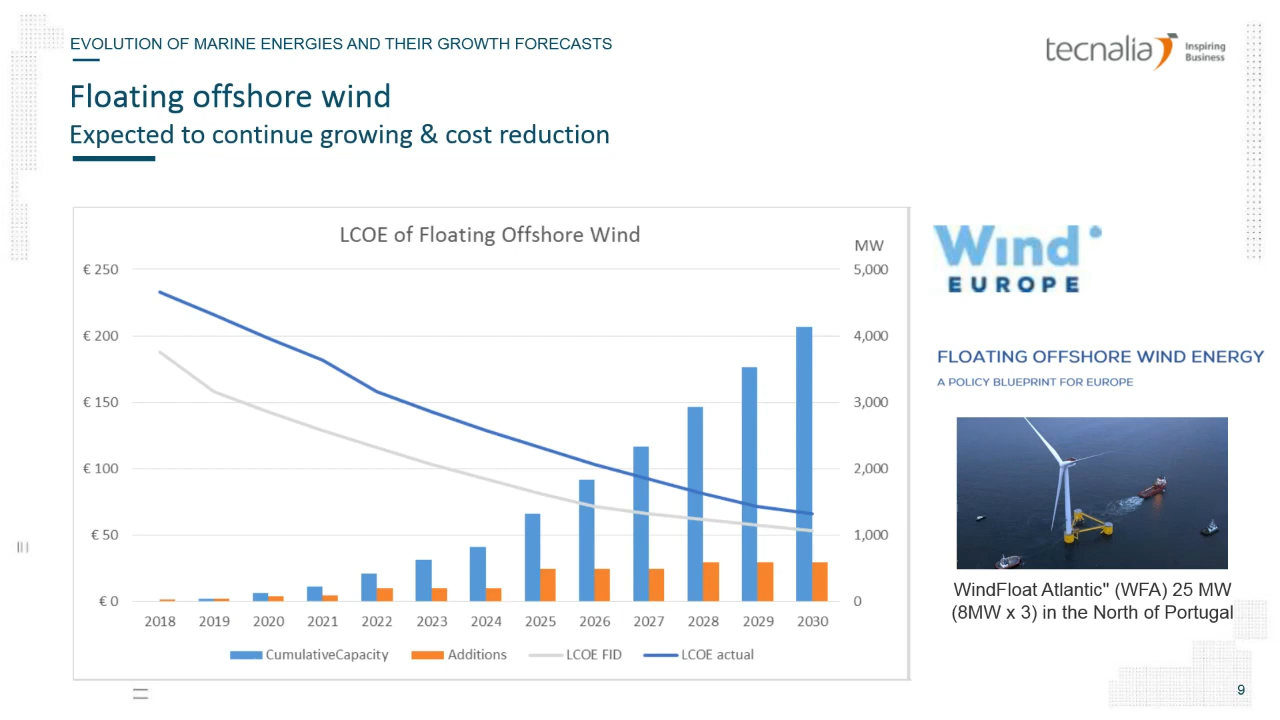 EVOLUTION OF MARINE ENERGIES AND THEIR GROWTH FORECASTS
tecnalia Inspiring
Business
Floating offshore wind
Expected to continue growing & cost reduction
LCOE of Floating Offshore Wind
MW
€ 250
5,000
€ 200
4,000
€ 150
3,000
€ 100
2,000
€ 50
1,000
€ 0
0
2018 2019 2020 2021 2022 2023 2024 2025 2026 2027 2028 2029 2030
CumulativeCapacity Additions LCOE FID LCOE actual
Wind
EUROPE
FLOATING OFFSHORE WIND ENERGY
A POLICY BLUEPRINT FOR EUROPE
WindFloat Atlantic" (WFA) 25 MW
(8MW x 3) in the North of Portugal
9